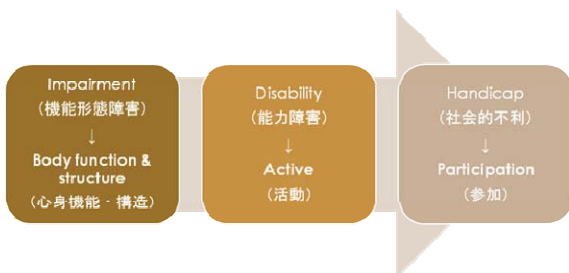 Impairment
（機能形態障害）
↓
Body function &
structure
（心身機能‐構造）
Disability
（能力障害）
↓
Active
（活動）
Handicap
（社会的不利）
↓
Participation
（参加）